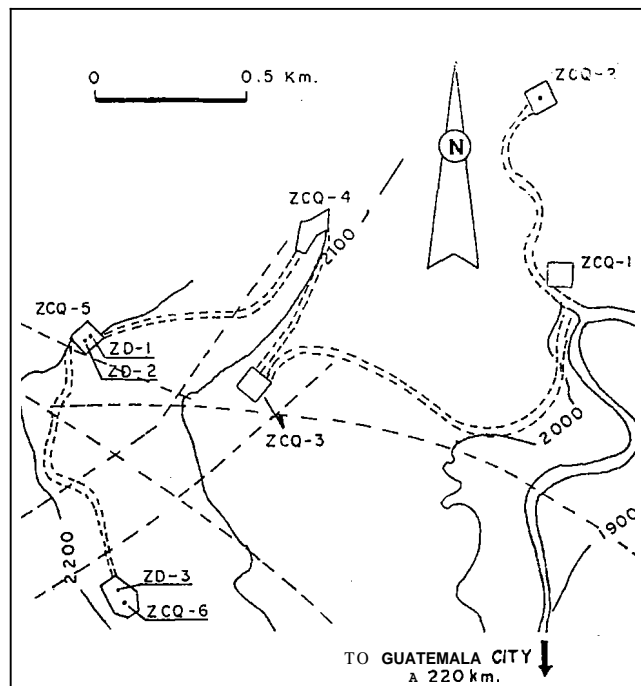 0 0.5 Km.
ZCQ-2
N
ZCQ-4
2100
ZCQ-1
ZCQ-5
ZD-1
ZD-2
ZCQ-3
2000
1900
2200
ZD-3
ZCQ-6
TO GUATEMALA CITY
A 220 km.